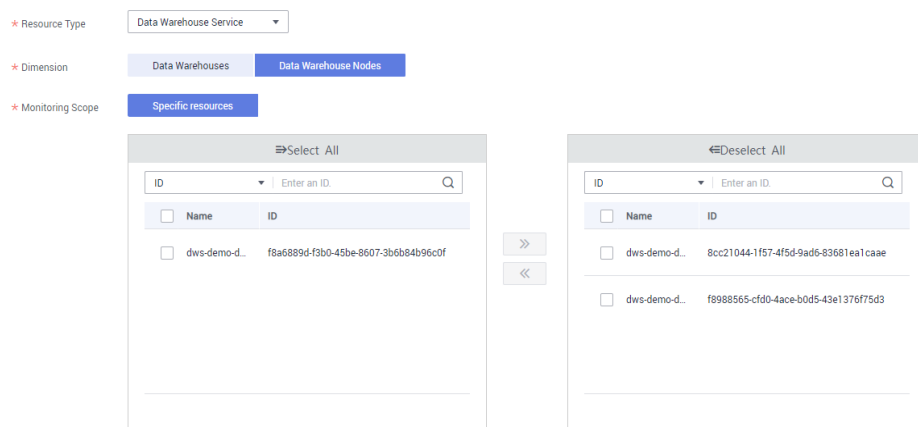 * Resource Type
Data Warehouse Service
* Dimension
Data Warehouses
Data Warehouse Nodes
* Monitoring Scope
Specific resources
Select All
ID
Enter an ID.
Name ID
dws-demo-d... f8a6889d-f3b0-45be-8607-3b6b84b96c0f
Deselect All
ID
Enter an ID.
Name ID
dws-demo-d... 8cc21044-1f57-4f5d-9ad6-83681ea1caae
dws-demo-d... f8988565-cfd0-4ace-b0d5-43e1376f75d3